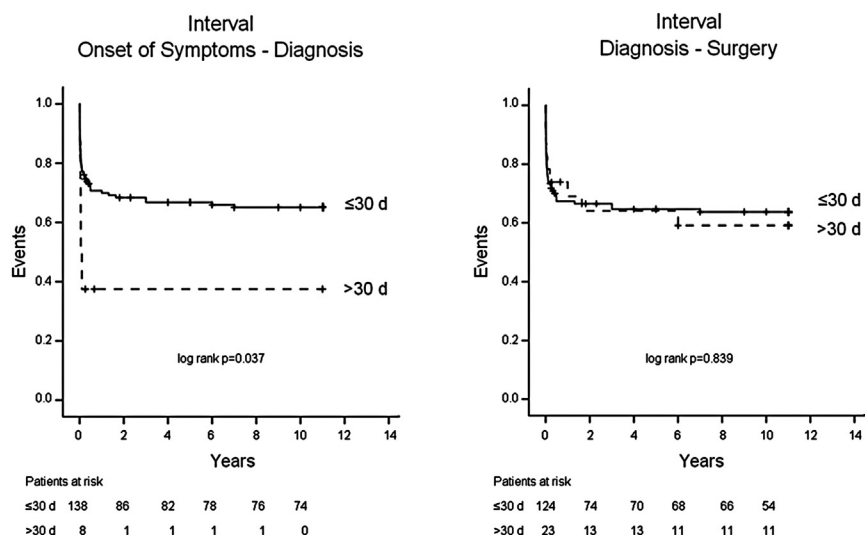 Interval
Onset of Symptoms - Diagnosis
1.0
0.8
0.6
0.4
0.2
0.0
Events
≤30 d
>30 d
log rank p=0.037
0 2 4 6 8 10 12 14
Years
Patients at risk
≤30 d 138 86 82 78 76 74
>30 d 8 1 1 1 1 0
Interval
Diagnosis - Surgery
1.0
0.8
0.6
0.4
0.2
0.0
Events
≤30 d
>30 d
log rank p=0.839
0 2 4 6 8 10 12 14
Years
Patients at risk
≤30 d 124 74 70 68 66 54
>30 d 23 13 13 11 11 11